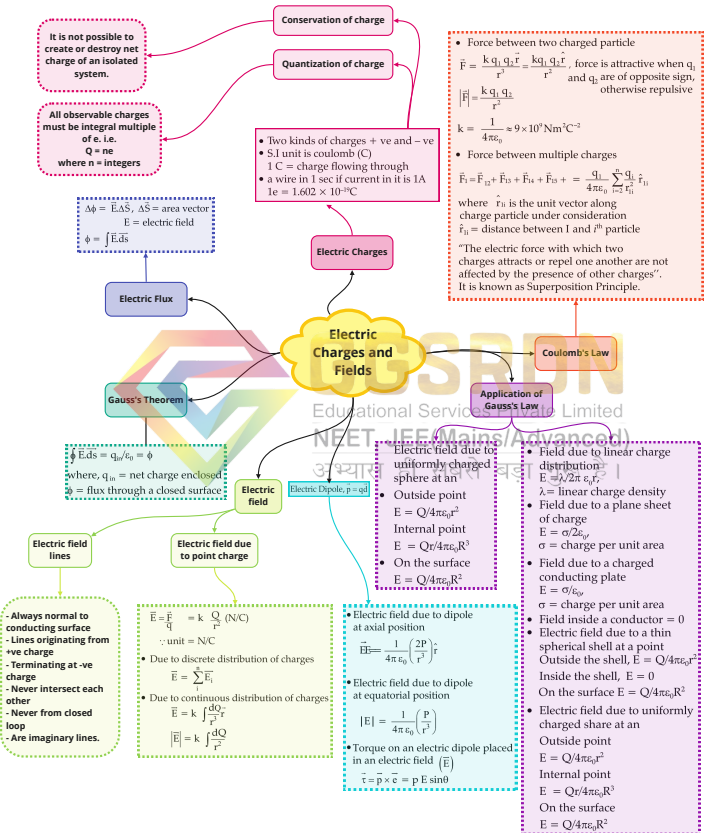 Conservation of charge
It is not possible to
create or destroy net
charge of an isolated
system.
Quantization of charge
All observable charges
must be integral multiple
of e. i.e.
Q = ne
where n = integers
• Two kinds of charges + ve and – ve
• S.I unit is coulomb (C)
1 C = charge flowing through
• a wire in 1 sec if current in it is 1A
1e = 1.602 × 10⁻¹⁹C
Electric Charges
• Force between two charged particle
F⃗ = k q₁ q₂ r⃗ / r³ = k q₁ q₂ r̂ / r² , force is attractive when q₁
and q₂ are of opposite sign,
otherwise repulsive
|F⃗| = k q₁ q₂ / r²
k = 1/4πε₀ ≈ 9×10⁹ Nm²C⁻²
• Force between multiple charges
F⃗₁ = F⃗₁₂ + F⃗₁₃ + F⃗₁₄ + F⃗₁₅ + = q₁/4πε₀ ∑ⁿᵢ₌₂ qᵢ/r²₁ᵢ r̂₁ᵢ
where r̂₁ᵢ is the unit vector along
charge particle under consideration
r̂₁ᵢ = distance between I and iᵗʰ particle
“The electric force with which two
charges attracts or repel one another are not
affected by the presence of other charges”.
It is known as Superposition Principle.
Coulomb's Law
Δϕ = E⃗.ΔS⃗, ΔS⃗ = area vector
E = electric field
ϕ = ∫E⃗.ds⃗
Electric Flux
Electric
Charges and
Fields
Gauss's Theorem
∮E⃗.ds⃗ = qᵢₙ/ε₀ = ϕ
where, qᵢₙ = net charge enclosed
ϕ = flux through a closed surface
Application of
Gauss's Law
GGSRDN
Educational Services Private Limited
NEET, JEE(Mains/Advanced)
Electric
field
Electric Dipole, p⃗ = qd
Electric field
lines
Electric field due
to point charge
- Always normal to
conducting surface
- Lines originating from
+ve charge
- Terminating at -ve
charge
- Never intersect each
other
- Never from closed
loop
- Are imaginary lines.
E⃗ = F⃗/q = k Q/r² (N/C)
∵ unit = N/C
• Due to discrete distribution of charges
E⃗ = ∑ⁿᵢ E⃗ᵢ
• Due to continuous distribution of charges
E⃗ = k ∫ dQ/r³ r⃗
|E⃗| = k ∫ dQ/r²
• Electric field due to dipole
at axial position
E⃗E = 1/4πε₀ (2P/r³) r̂
• Electric field due to dipole
at equatorial position
|E| = 1/4πε₀ (P/r³)
• Torque on an electric dipole placed
in an electric field (E⃗)
τ⃗ = p⃗ × e⃗ = p E sinθ
Electric field due to
uniformly charged
sphere at an
• Outside point
E = Q/4πε₀r²
Internal point
E = Qr/4πε₀R³
• On the surface
E = Q/4πε₀R²
• Field due to linear charge
distribution
E = λ/2π ε₀r,
λ= linear charge density
• Field due to a plane sheet
of charge
E = σ/2ε₀,
σ = charge per unit area
• Field due to a charged
conducting plate
E = σ/ε₀,
σ = charge per unit area
• Field inside a conductor = 0
• Electric field due to a thin
spherical shell at a point
Outside the shell, E = Q/4πε₀r²
Inside the shell, E = 0
On the surface E = Q/4πε₀R²
• Electric field due to uniformly
charged share at an
Outside point
E = Q/4πε₀r²
Internal point
E = Qr/4πε₀R³
On the surface
E = Q/4πε₀R²